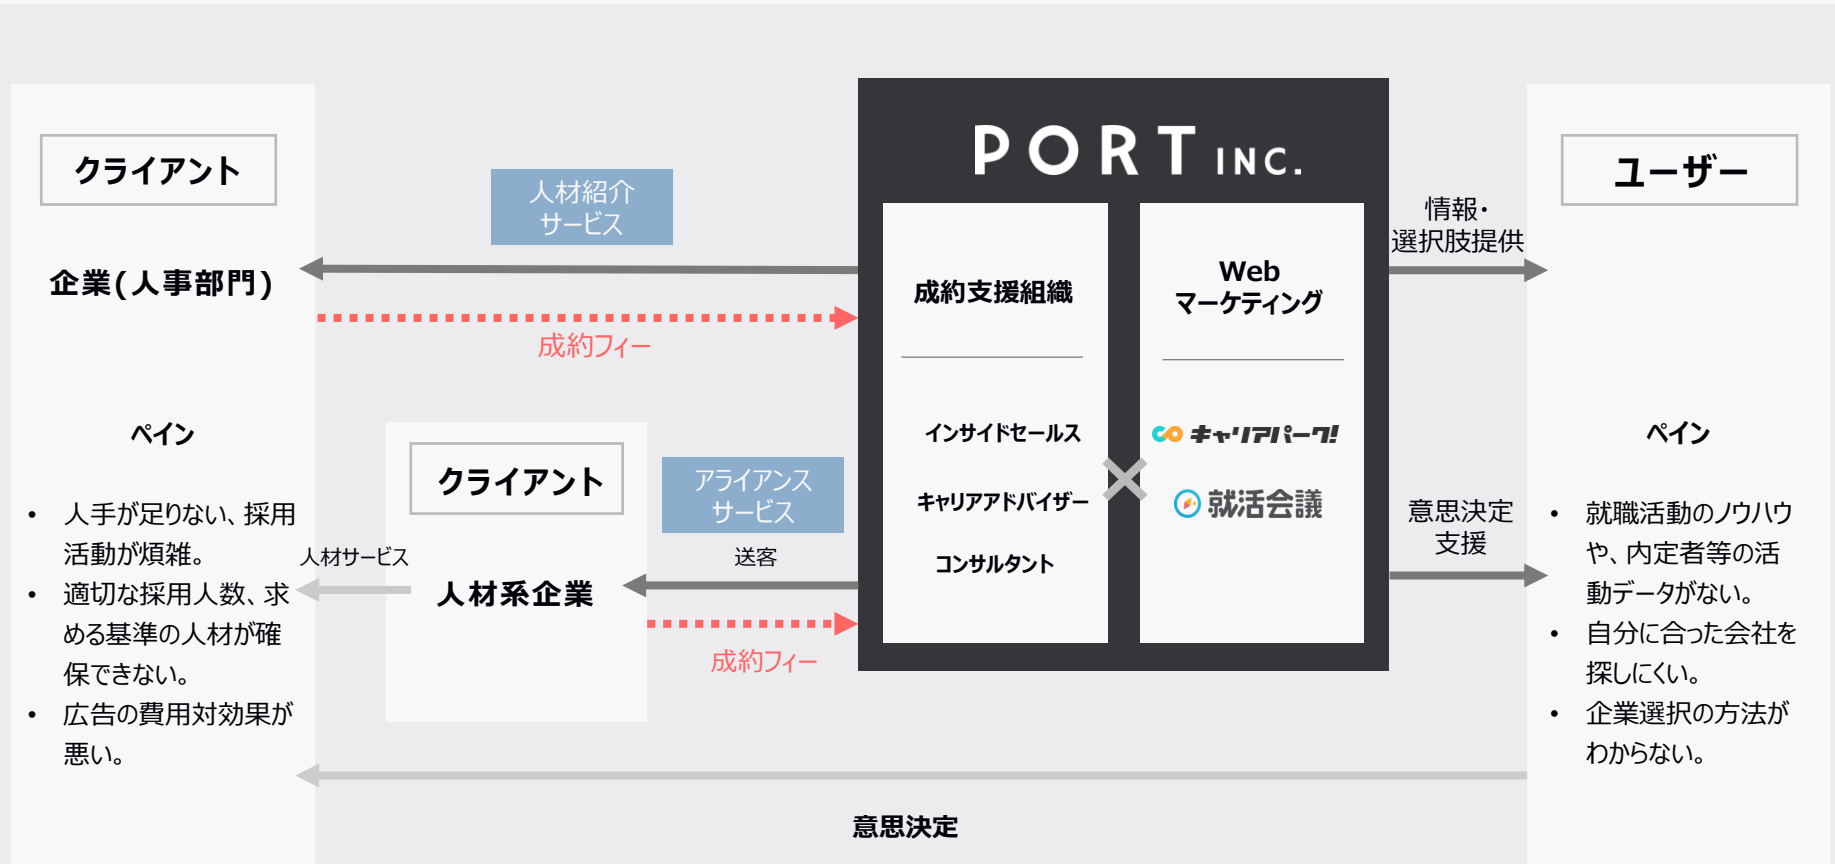 クライアント
企業(人事部門)
ペイン
• 人手が足りない、採用
活動が煩雑。
• 適切な採用人数、求
める基準の人材が確
保できない。
• 広告の費用対効果が
悪い。
人材紹介
サービス
成約フィー
クライアント
人材系企業
人材サービス
アライアンス
サービス
送客
成約フィー
PORT INC.
成約支援組織
インサイドセールス
キャリアアドバイザー
コンサルタント
Web
マーケティング
キャリアパーク!
就活会議
情報・
選択肢提供
意思決定
支援
ユーザー
ペイン
• 就職活動のノウハウ
や、内定者等の活
動データがない。
• 自分に合った会社を
探しにくい。
• 企業選択の方法が
わからない。
意思決定